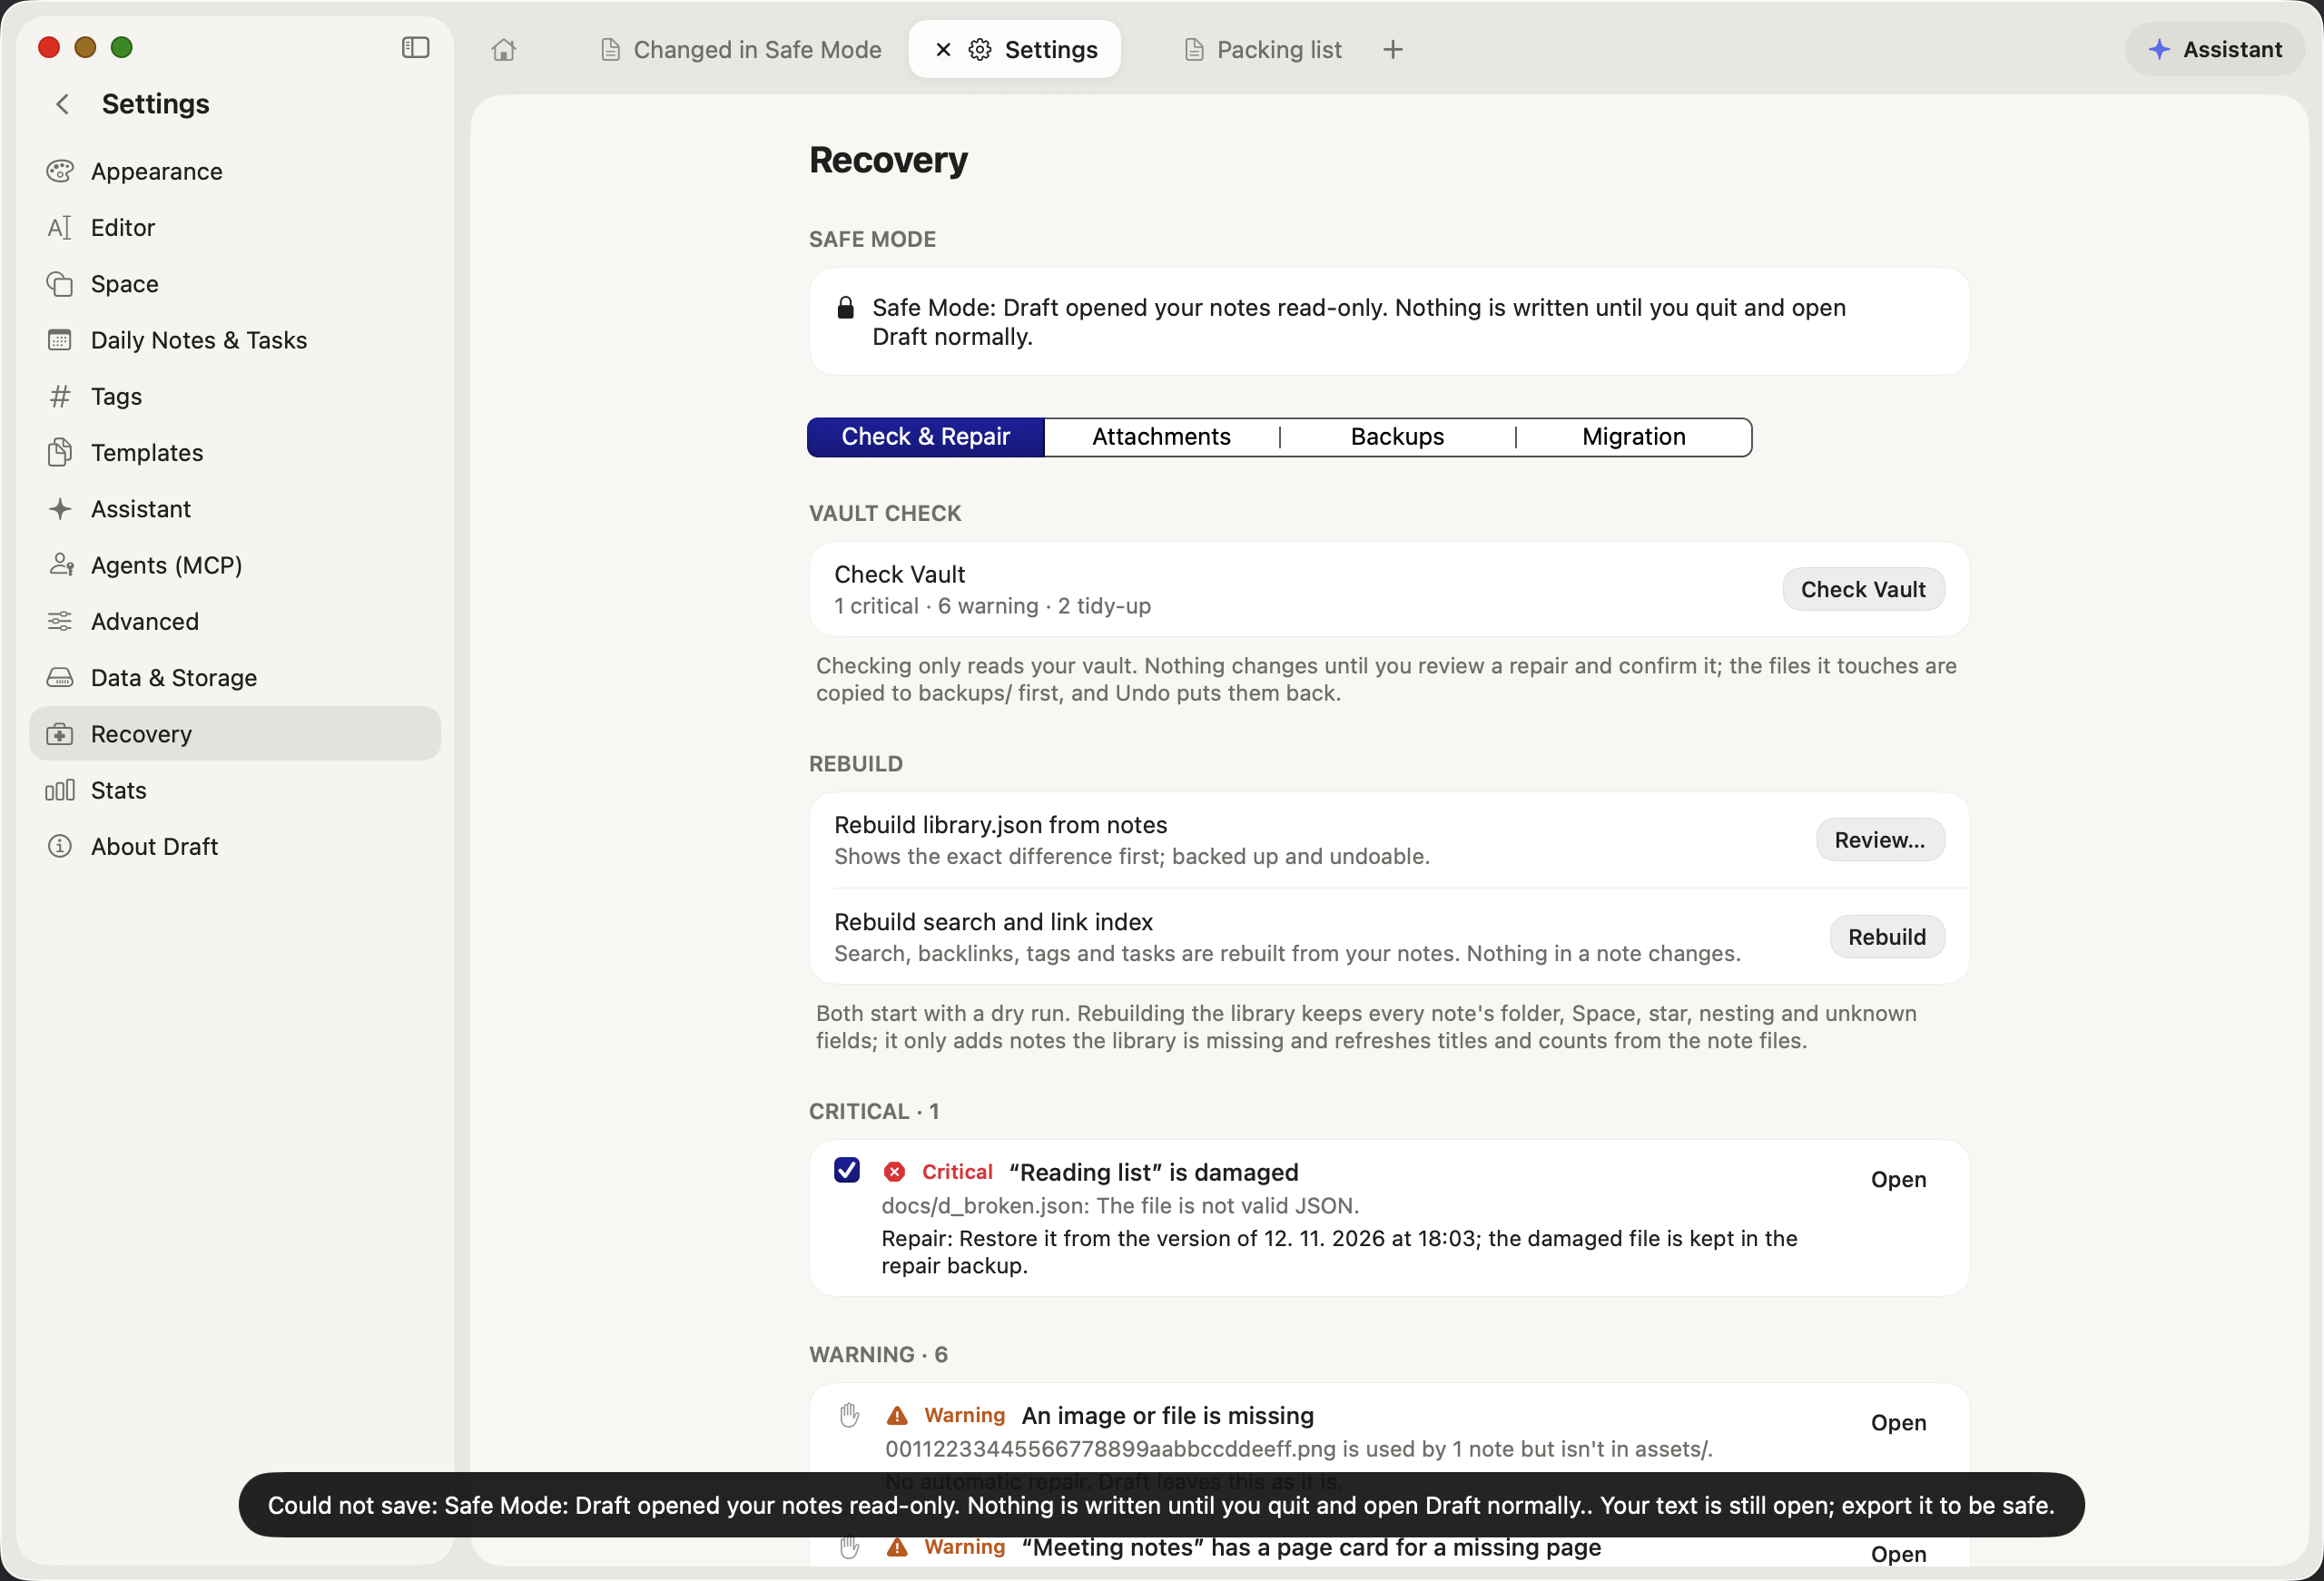 Settings
Appearance
Editor
Space
Daily Notes & Tasks
Tags
Templates
Assistant
Agents (MCP)
Advanced
Data & Storage
Recovery
Stats
About Draft
Changed in Safe Mode
Settings
Packing list
Assistant
Recovery
SAFE MODE
Safe Mode: Draft opened your notes read-only. Nothing is written until you quit and open
Draft normally.
Check & Repair
Attachments
Backups
Migration
VAULT CHECK
Check Vault
1 critical · 6 warning · 2 tidy-up
Check Vault
Checking only reads your vault. Nothing changes until you review a repair and confirm it; the files it touches are
copied to backups/ first, and Undo puts them back.
REBUILD
Rebuild library.json from notes
Shows the exact difference first; backed up and undoable.
Review...
Rebuild search and link index
Search, backlinks, tags and tasks are rebuilt from your notes. Nothing in a note changes.
Rebuild
Both start with a dry run. Rebuilding the library keeps every note's folder, Space, star, nesting and unknown
fields; it only adds notes the library is missing and refreshes titles and counts from the note files.
CRITICAL · 1
Critical “Reading list” is damaged
docs/d_broken.json: The file is not valid JSON.
Repair: Restore it from the version of 12. 11. 2026 at 18:03; the damaged file is kept in the
repair backup.
Open
WARNING · 6
Warning An image or file is missing
00112233445566778899aabbccddeeff.png is used by 1 note but isn't in assets/.
No automatic repair. Draft leaves this as it is.
Open
Could not save: Safe Mode: Draft opened your notes read-only. Nothing is written until you quit and open Draft normally.. Your text is still open; export it to be safe.
Warning “Meeting notes” has a page card for a missing page
Open